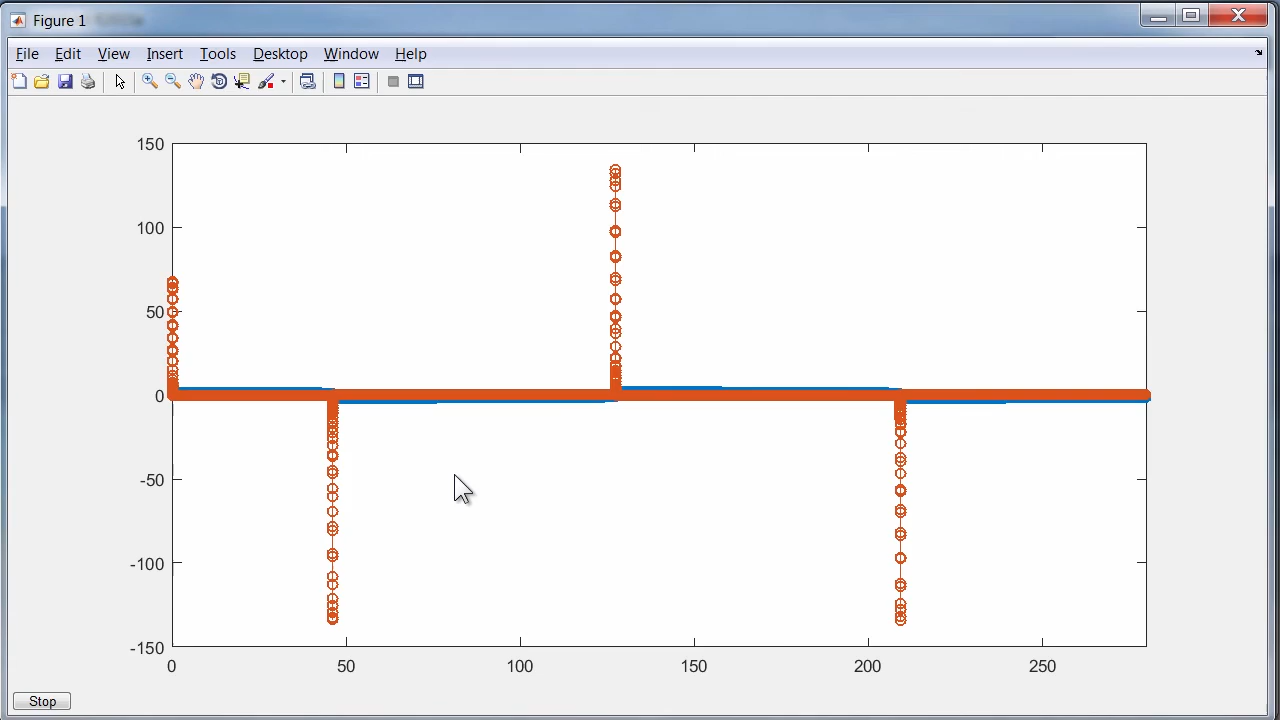 Figure 1
File Edit View Insert Tools Desktop Window Help
150
100
50
0
-50
-100
-150
0 50 100 150 200 250
Stop